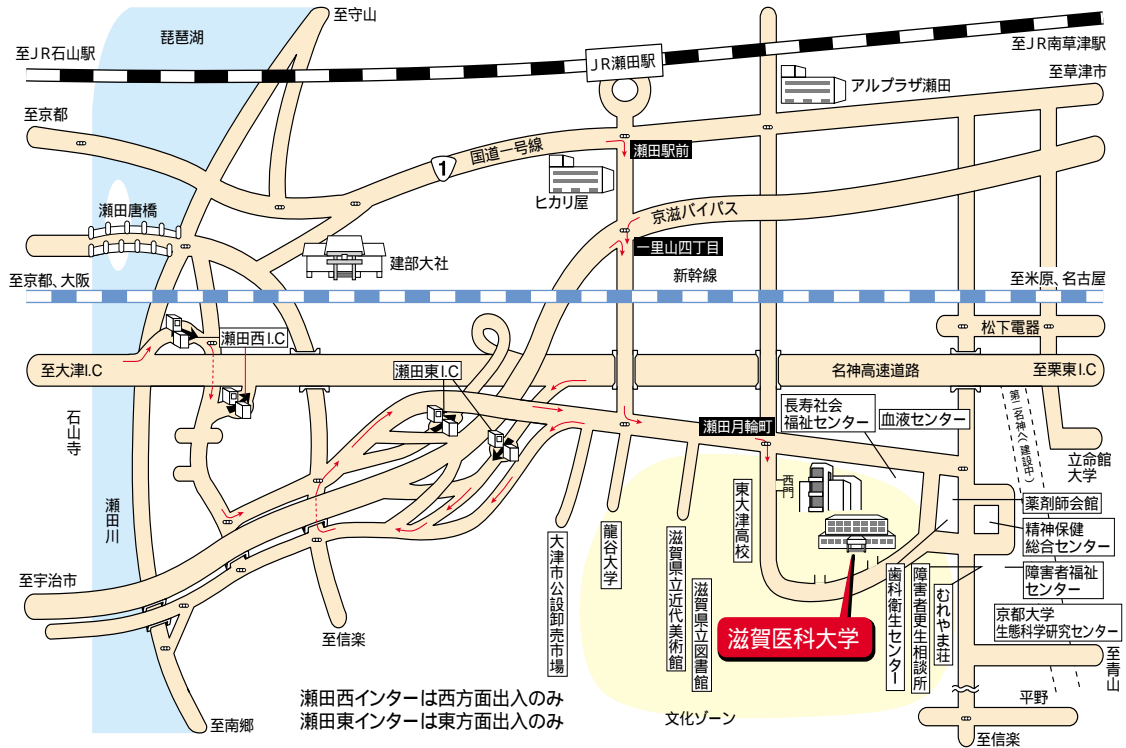 至守山
琵琶湖
至JR石山駅
JR瀬田駅
至JR南草津駅
至草津市
アルプラザ瀬田
至京都
国道一号線
1
瀬田駅前
ヒカリ屋
瀬田唐橋
京滋バイパス
一里山四丁目
建部大社
新幹線
至京都、大阪
至米原、名古屋
瀬田西I.C
松下電器
至大津I.C
瀬田東I.C
名神高速道路
至栗東I.C
石山寺
長寿社会
福祉センター
血液センター
瀬田月輪町
第二名神へ(建設中)
立命館
大学
西門
東大津高校
瀬田川
薬剤師会館
精神保健
総合センター
大津市公設卸売市場
龍谷大学
滋賀県立近代美術館
滋賀県立図書館
歯科衛生センター
障害者更生相談所
むれやま荘
障害者福祉
センター
京都大学
生態科学研究センター
至宇治市
滋賀医科大学
至信楽
至青山
平野
至南郷
瀬田西インターは西方面出入のみ
瀬田東インターは東方面出入のみ
文化ゾーン
至信楽